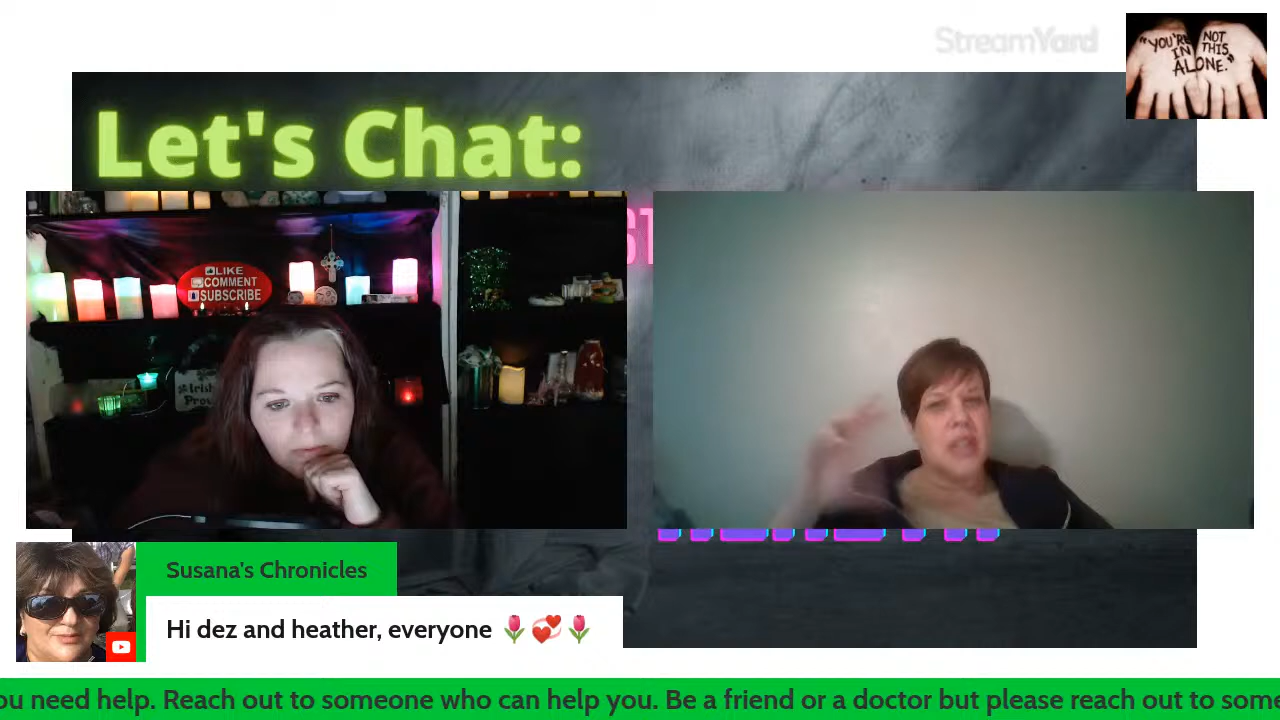 StreamYard
"YOU'RE NOT
IN THIS
ALONE."
Let's Chat:
LIKE
COMMENT
SUBSCRIBE
Irish
Susana's Chronicles
Hi dez and heather, everyone 🌷💞🌷
ou need help. Reach out to someone who can help you. Be a friend or a doctor but please reach out to some